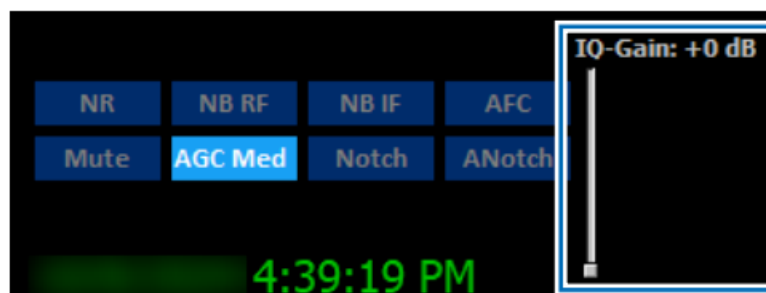 IQ-Gain: +0 dB
NR NB RF NB IF AFC
Mute AGC Med Notch ANotch
4:39:19 PM